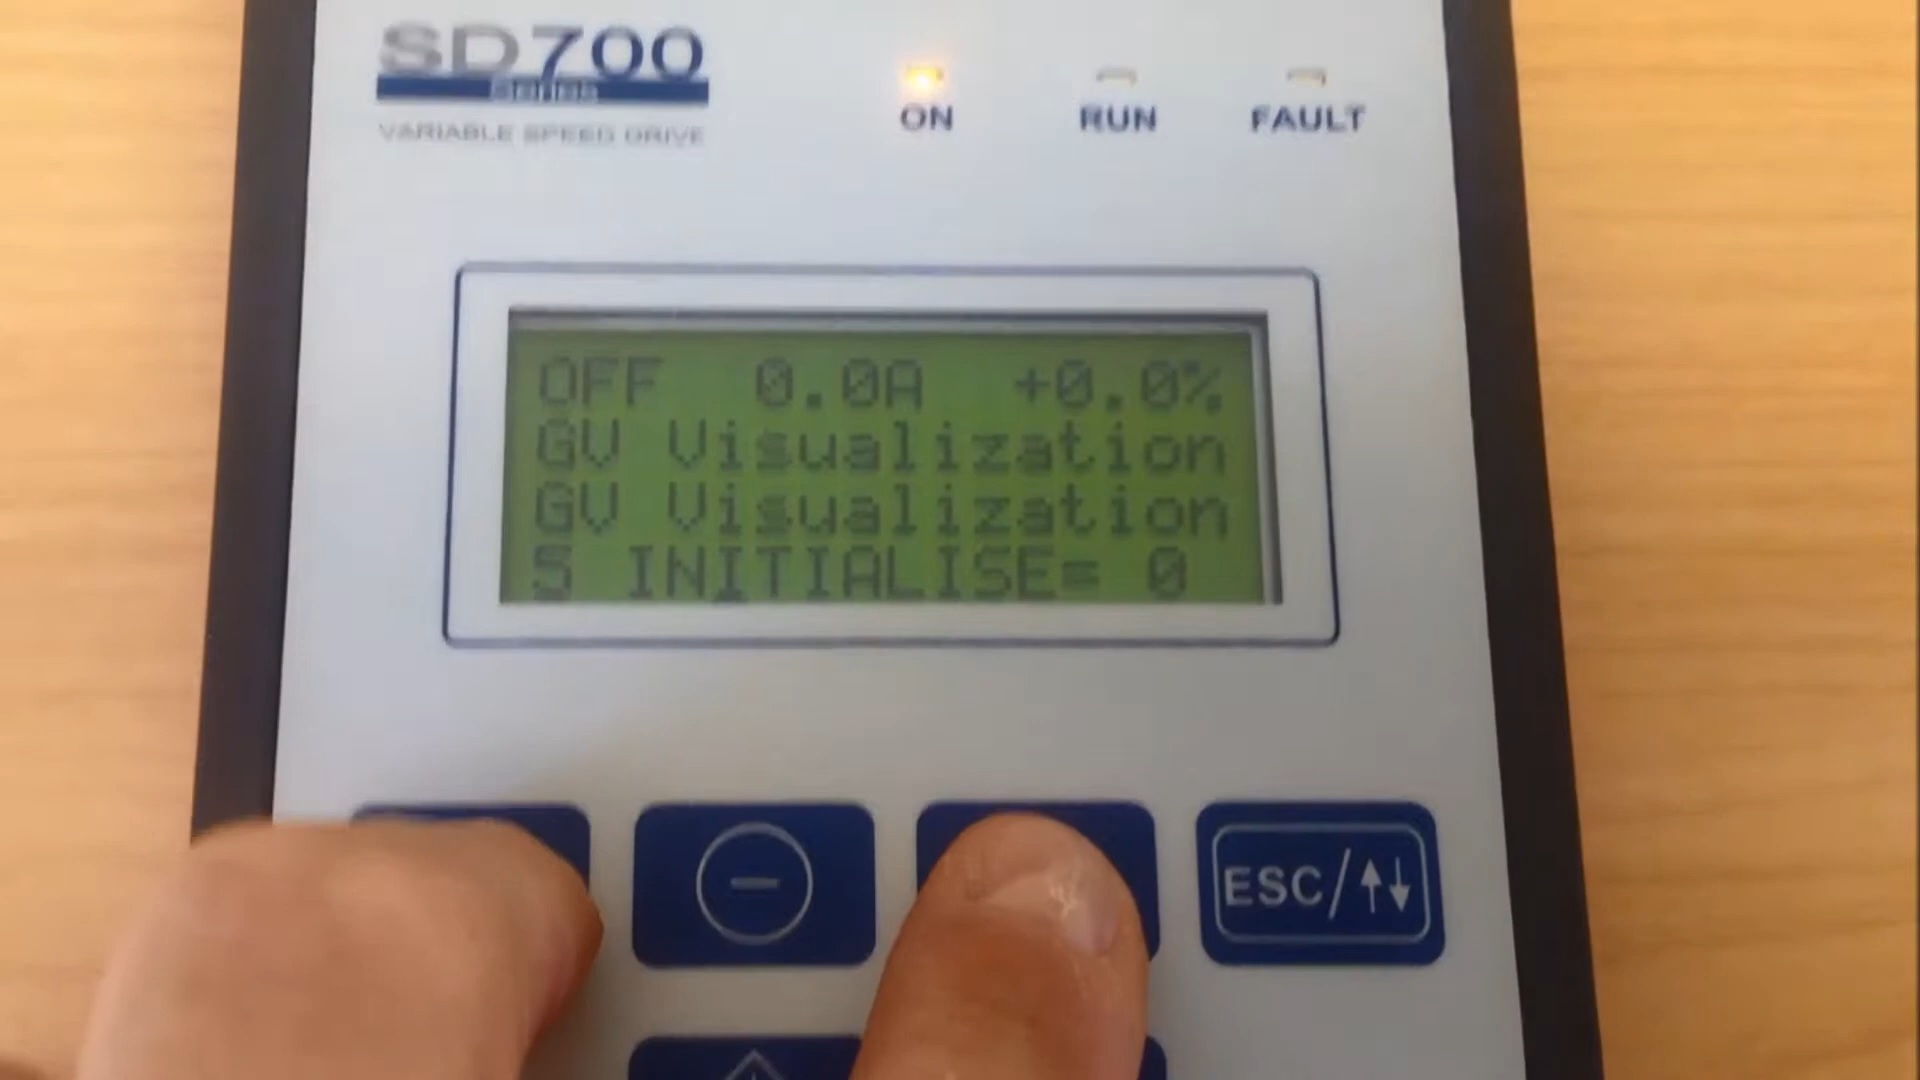 SD700
series
VARIABLE SPEED DRIVE
ON RUN FAULT
OFF 0.0A +0.0%
GV Visualization
GV Visualization
5 INITIALISE= 0
ESC/↑↓